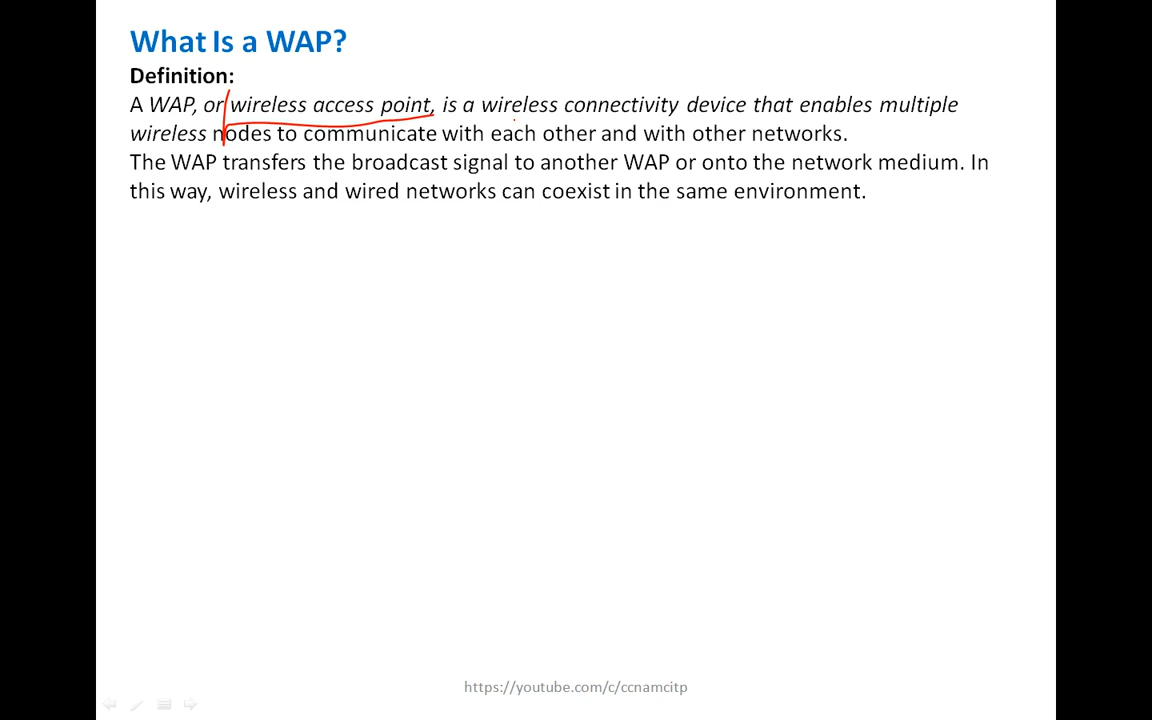 What Is a WAP?
Definition:
A WAP, or wireless access point, is a wireless connectivity device that enables multiple
wireless nodes to communicate with each other and with other networks.
The WAP transfers the broadcast signal to another WAP or onto the network medium. In
this way, wireless and wired networks can coexist in the same environment.
https://youtube.com/c/ccnamcitp